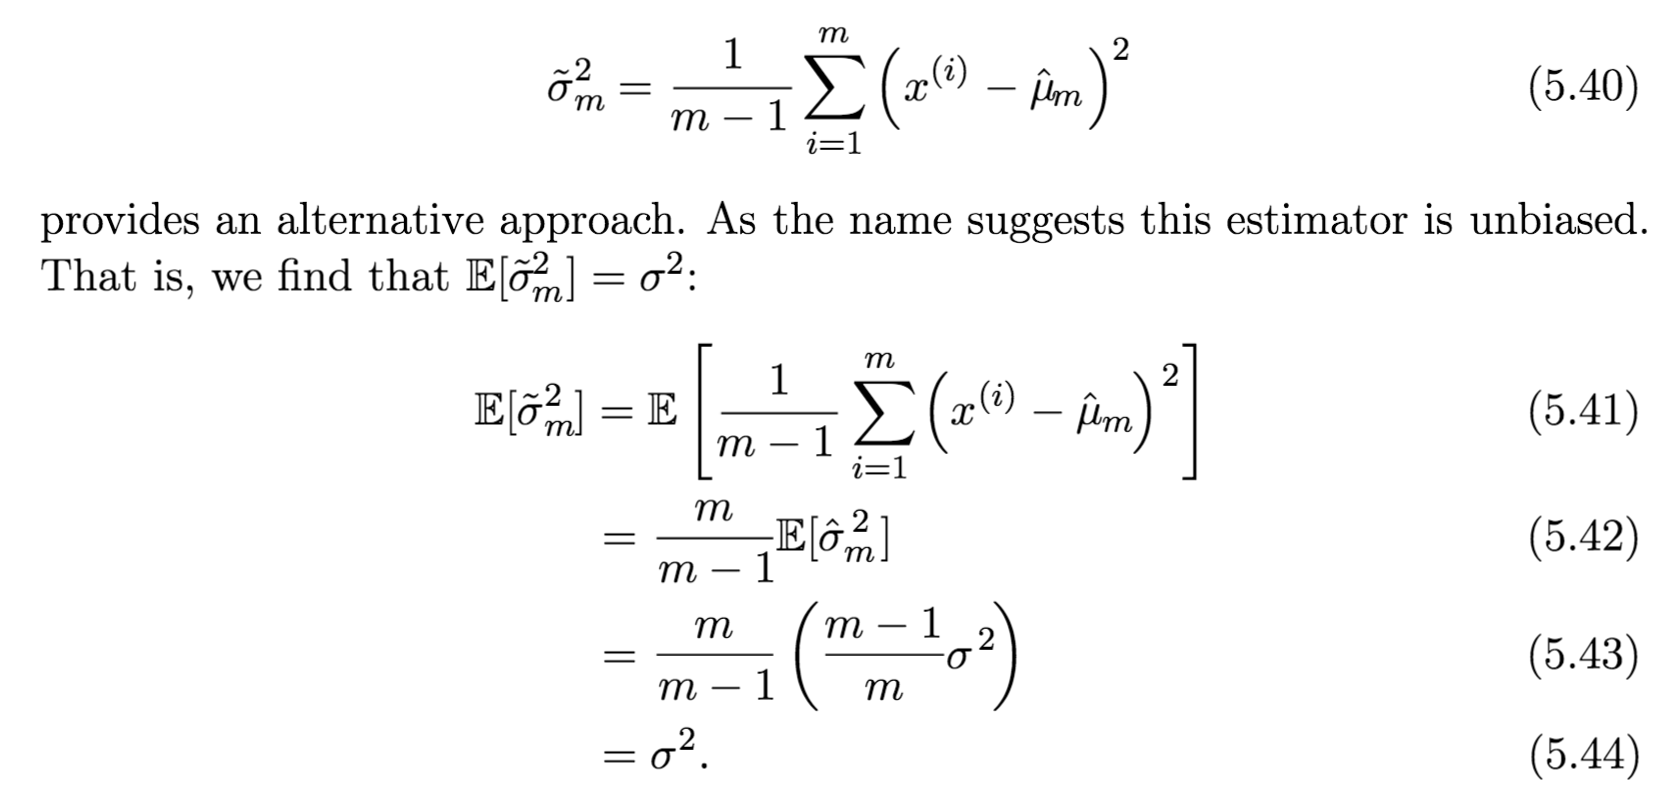 $\tilde{\sigma}_m^2 = \frac{1}{m-1} \sum_{i=1}^{m} \left( x^{(i)} - \hat{\mu}_m \right)^2$ (5.40)
provides an alternative approach. As the name suggests this estimator is unbiased.
That is, we find that $\mathbb{E}[\tilde{\sigma}_m^2] = \sigma^2$:
$\mathbb{E}[\tilde{\sigma}_m^2] = \mathbb{E} \left[ \frac{1}{m-1} \sum_{i=1}^{m} \left( x^{(i)} - \hat{\mu}_m \right)^2 \right]$ (5.41)
$= \frac{m}{m-1} \mathbb{E}[\hat{\sigma}_m^2]$ (5.42)
$= \frac{m}{m-1} \left( \frac{m-1}{m} \sigma^2 \right)$ (5.43)
$= \sigma^2.$ (5.44)